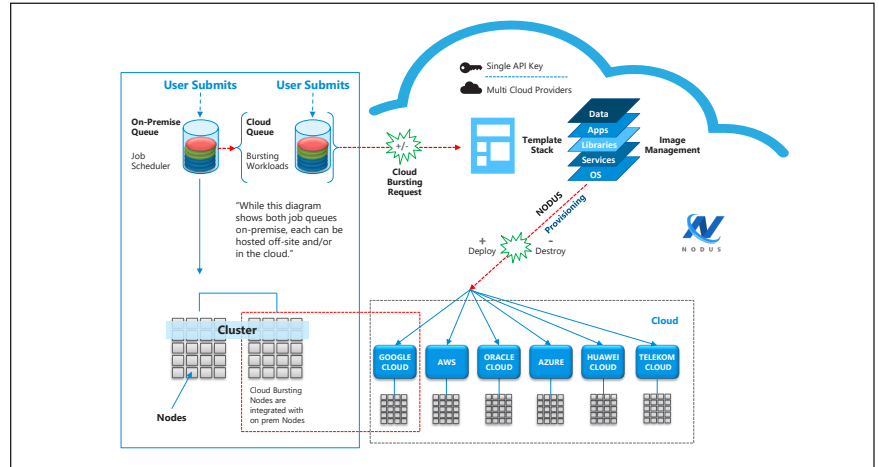 Single API Key
Multi Cloud Providers
User Submits
User Submits
On-Premise
Queue
Job
Scheduler
Cloud
Queue
Bursting
Workloads
+/-
Cloud
Bursting
Request
Template
Stack
Data
Apps
Libraries
Services
OS
Image
Management
"While this diagram
shows both job queues
on-premise, each can be
hosted off-site and/or
in the cloud."
NODUS
Provisioning
+
Deploy
-
Destroy
NODUS
Cluster
Nodes
Cloud Bursting
Nodes are
integrated with
on prem Nodes
Cloud
GOOGLE
CLOUD
AWS
ORACLE
CLOUD
AZURE
HUAWEI
CLOUD
TELEKOM
CLOUD